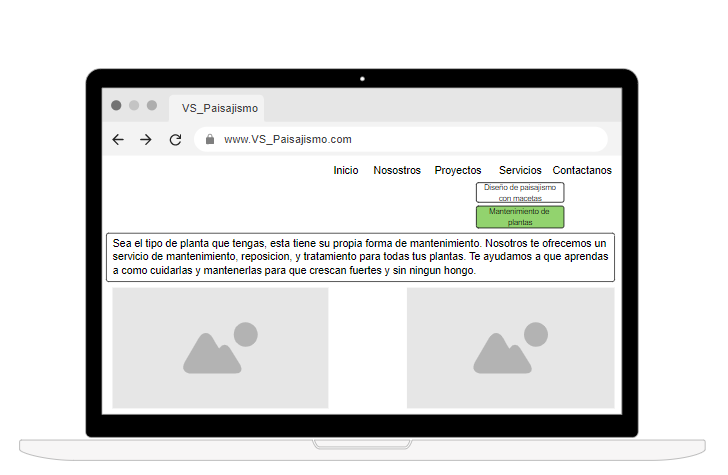 VS_Paisajismo
www.VS_Paisajismo.com
Inicio Nosostros Proyectos Servicios Contactanos
Diseño de paisajismo
con macetas
Mantenimiento de
plantas
Sea el tipo de planta que tengas, esta tiene su propia forma de mantenimiento. Nosotros te ofrecemos un
servicio de mantenimiento, reposicion, y tratamiento para todas tus plantas. Te ayudamos a que aprendas
a como cuidarlas y mantenerlas para que crescan fuertes y sin ningun hongo.